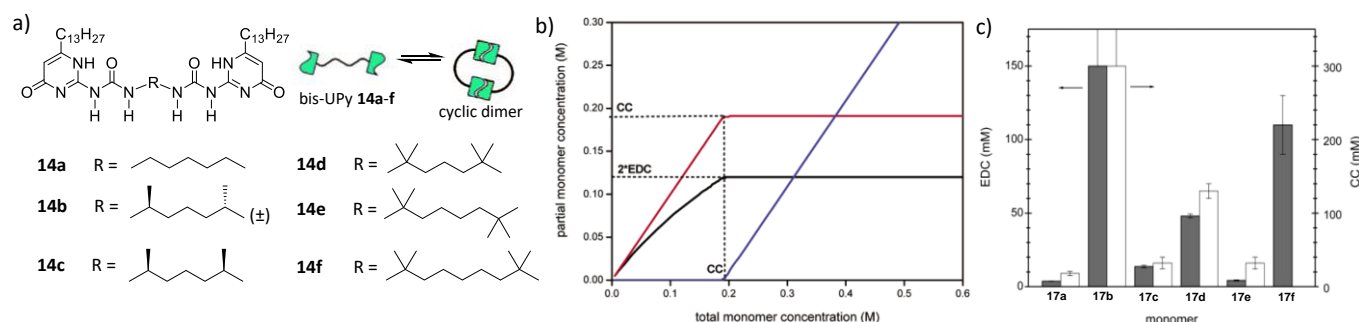 a)
C13H27
C13H27
NH
O
O
HN
O
N
N
H
N
H
R
N
H
N
H
N
O
bis-UPy 14a-f
cyclic dimer
14a R =
14b R = (±)
14c R =
14d R =
14e R =
14f R =
b)
0.30
0.25
0.20
0.15
0.10
0.05
0.00
partial monomer concentration (M)
CC
2*EDC
CC
0.0 0.1 0.2 0.3 0.4 0.5 0.6
total monomer concentration (M)
c)
150
100
50
0
EDC (mM)
300
200
100
0
CC (mM)
17a 17b 17c 17d 17e 17f
monomer